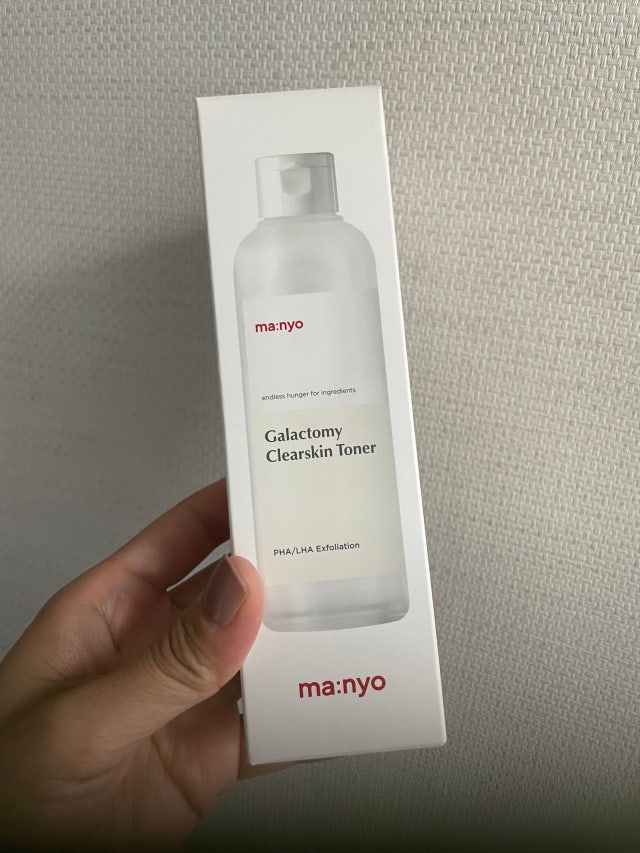 ma:nyo
endless hunger for ingredients
Galactomy
Clearskin Toner
PHA/LHA Exfoliation
ma:nyo